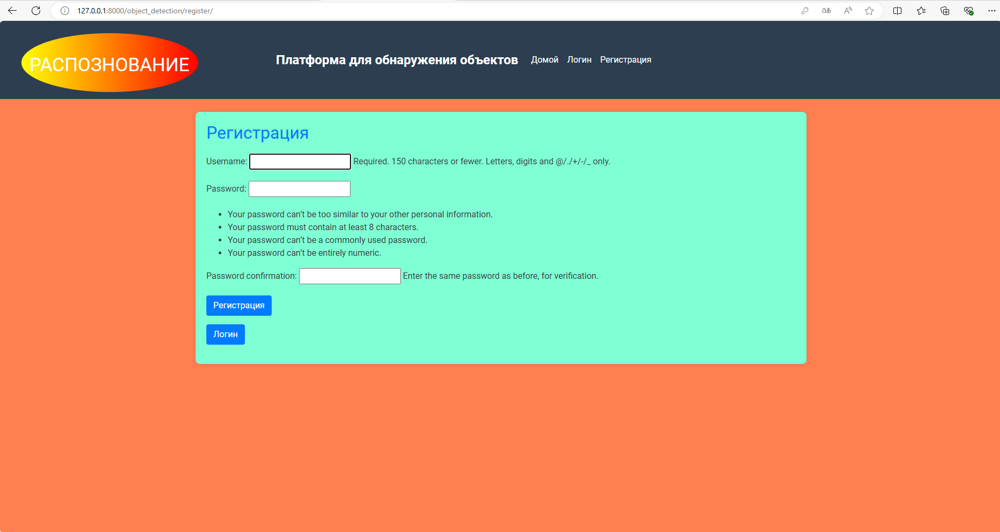 127.0.0.1:8000/object_detection/register/
РАСПОЗНОВАНИЕ
Платформа для обнаружения объектов Домой Логин Регистрация
Регистрация
Username: Required. 150 characters or fewer. Letters, digits and @/./+/-/_ only.
Password:
Your password can’t be too similar to your other personal information.
Your password must contain at least 8 characters.
Your password can’t be a commonly used password.
Your password can’t be entirely numeric.
Password confirmation: Enter the same password as before, for verification.
Регистрация
Логин